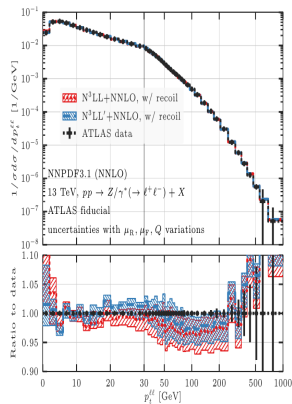 10⁻¹
10⁻²
10⁻³
10⁻⁴
10⁻⁵
10⁻⁶
10⁻⁷
10⁻⁸
1/σdσ/dp_t^{ℓℓ} [1/GeV]
N³LL+NNLO, w/ recoil
N³LL′+NNLO, w/ recoil
ATLAS data
NNPDF3.1 (NNLO)
13 TeV, pp → Z/γ*(→ ℓ⁺ℓ⁻) + X
ATLAS fiducial
uncertainties with μ_R, μ_F, Q variations
1.10
1.05
1.00
0.95
0.90
Ratio to data
0 10 20 30 50 100 200 500 1000
p_t^{ℓℓ} [GeV]